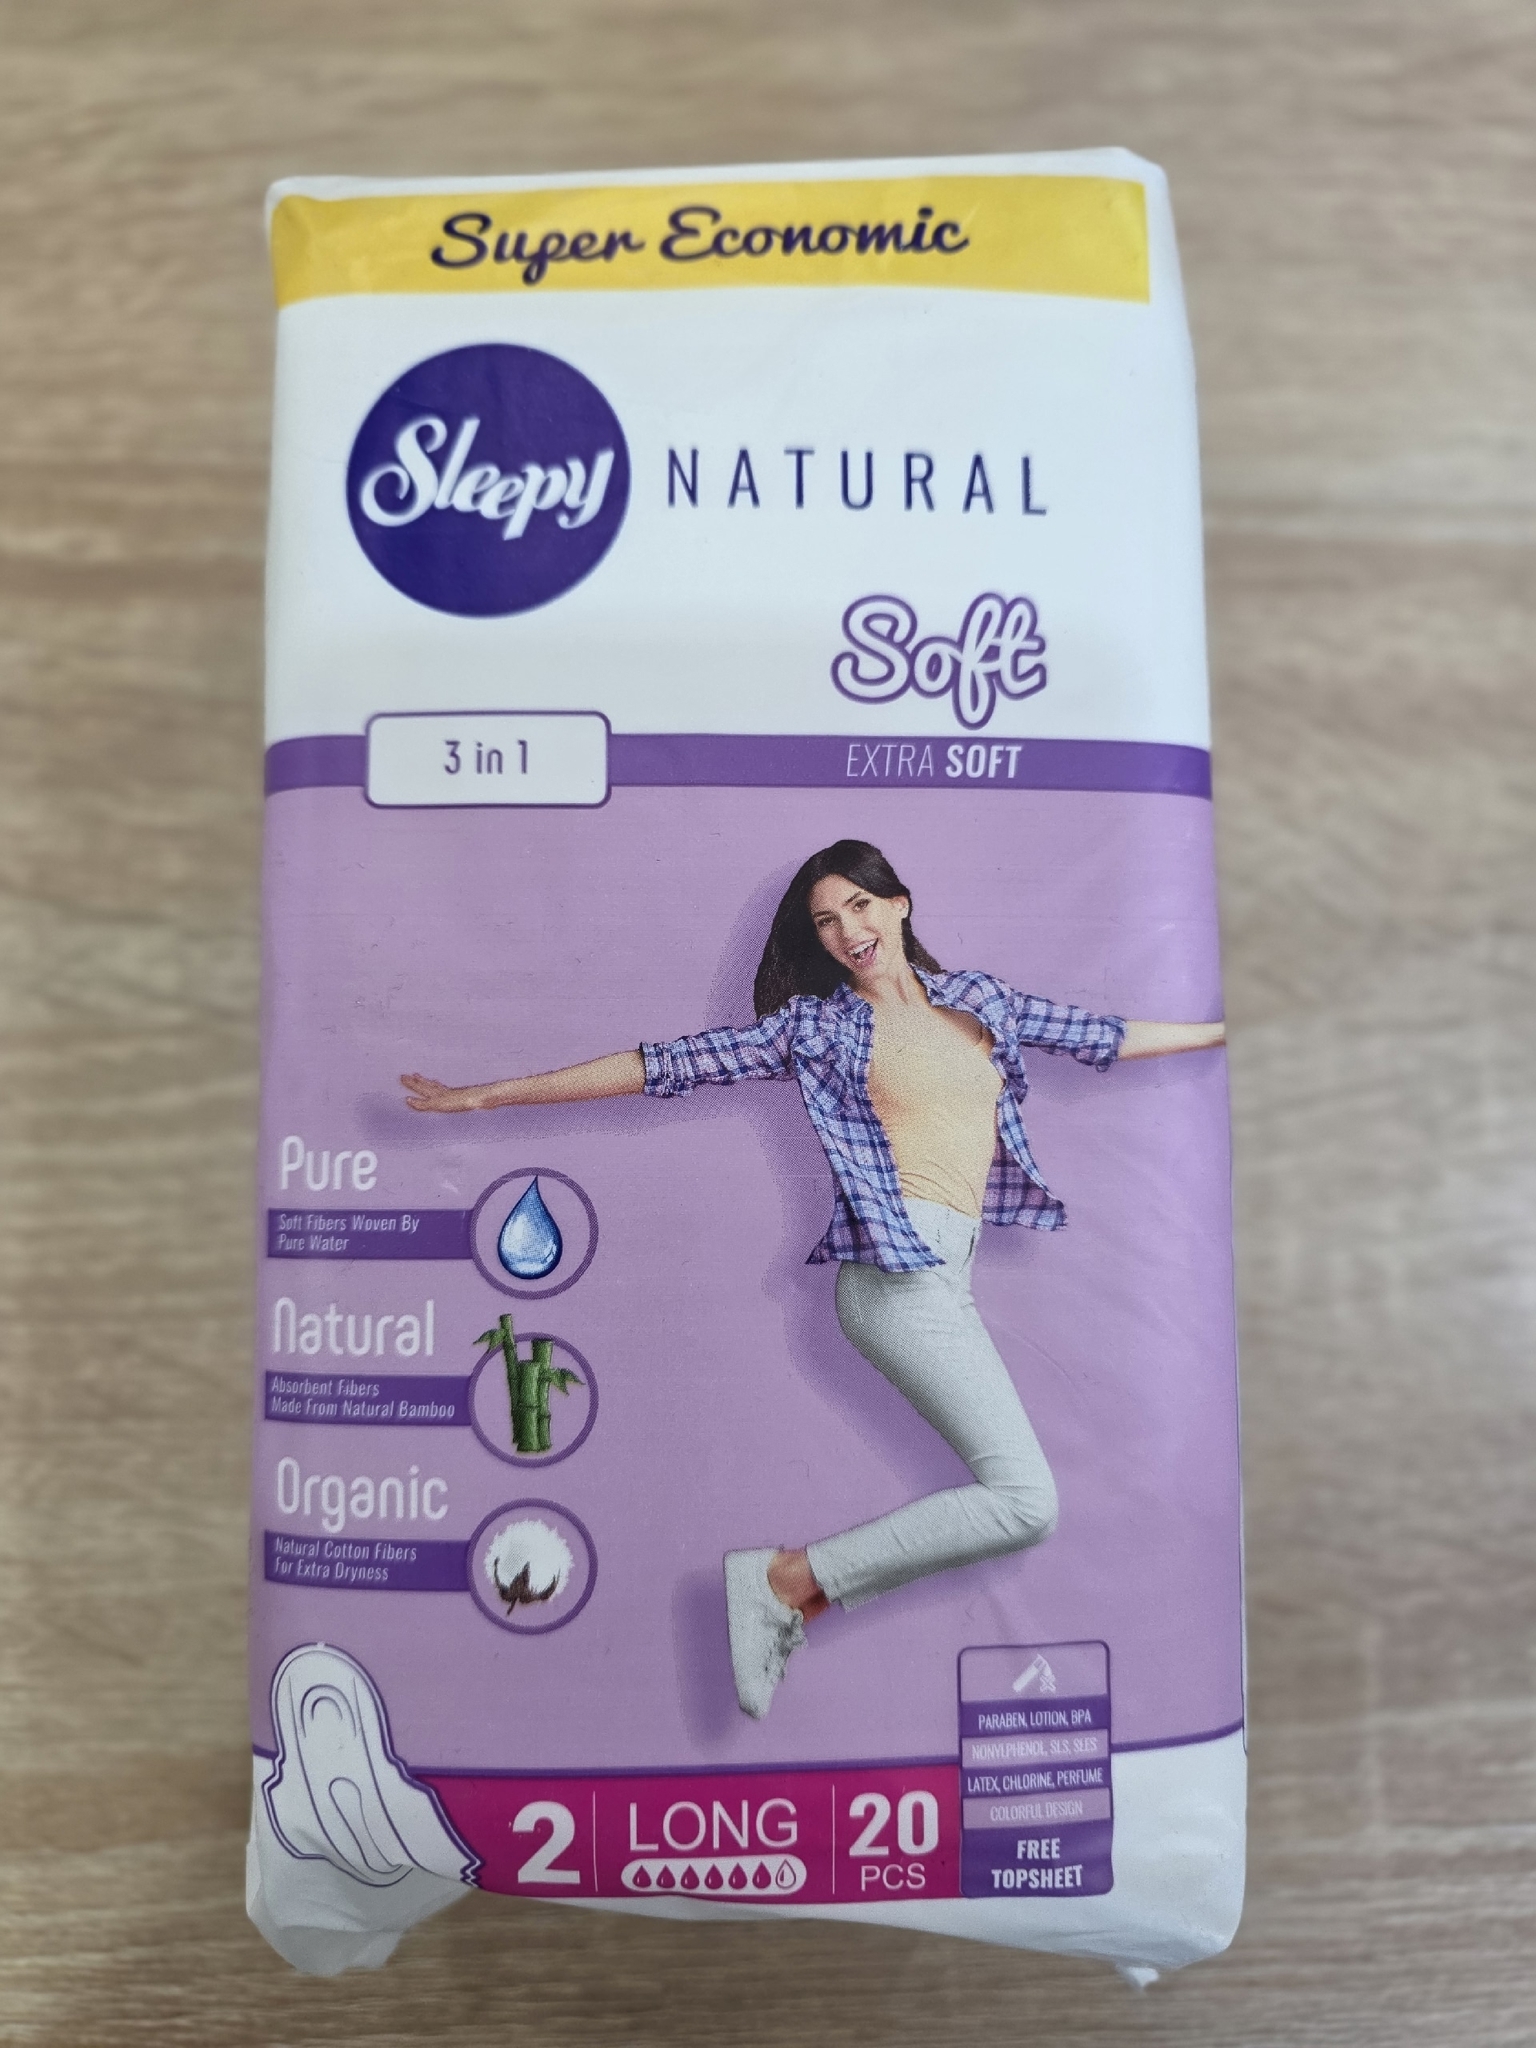 Super Economic
Sleepy
NATURAL
Soft
3 in 1
EXTRA SOFT
Pure
Soft Fibers Woven By
Pure Water
Natural
Absorbent Fibers
Made From Natural Bamboo
Organic
Natural Cotton Fibers
For Extra Dryness
2
LONG
20
PCS
PARABEN, LOTION, BPA
NONYLPHENOL, SLS, SLES
LATEX, CHLORINE, PERFUME
COLORFUL DESIGN
FREE
TOPSHEET